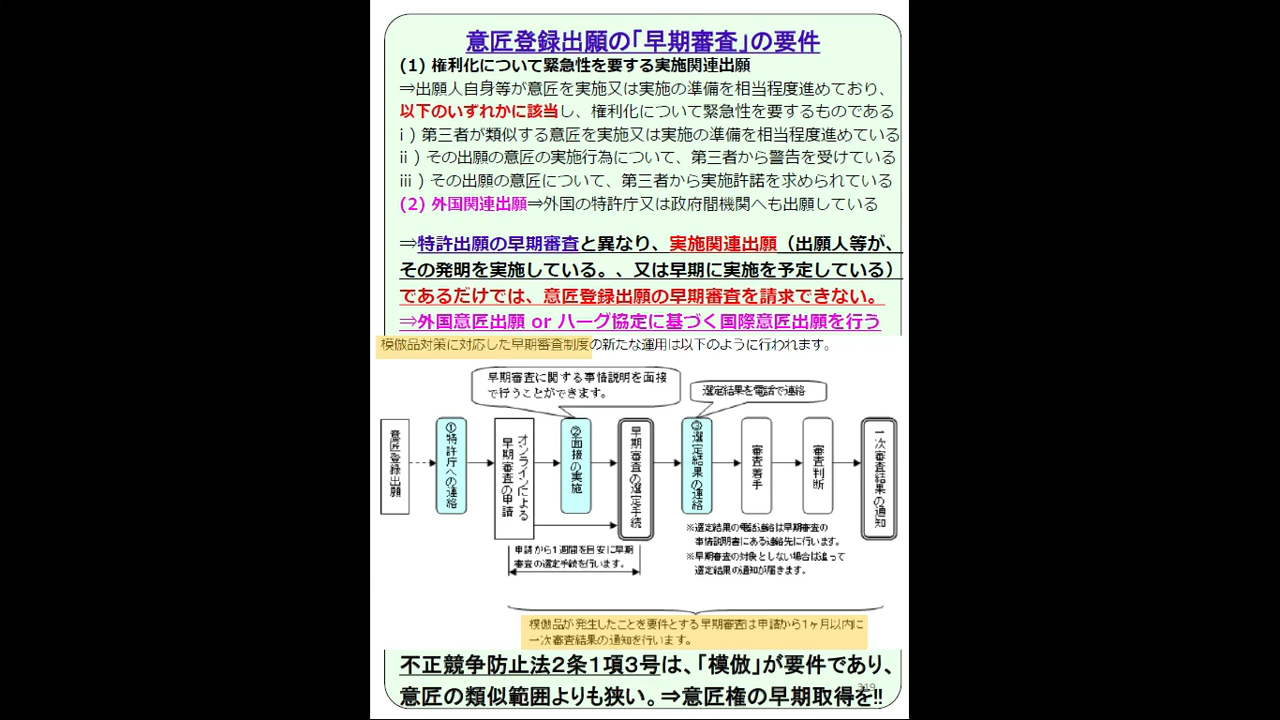 意匠登録出願の「早期審査」の要件
(1) 権利化について緊急性を要する実施関連出願
⇒出願人自身等が意匠を実施又は実施の準備を相当程度進めており、
以下のいずれかに該当し、権利化について緊急性を要するものである
ⅰ) 第三者が類似する意匠を実施又は実施の準備を相当程度進めている
ⅱ) その出願の意匠の実施行為について、第三者から警告を受けている
ⅲ) その出願の意匠について、第三者から実施許諾を求められている
(2) 外国関連出願⇒外国の特許庁又は政府間機関へも出願している
⇒特許出願の早期審査と異なり、実施関連出願（出願人等が、
その発明を実施している。、又は早期に実施を予定している）
であるだけでは、意匠登録出願の早期審査を請求できない。
⇒外国意匠出願 or ハーグ協定に基づく国際意匠出願を行う
模倣品対策に対応した早期審査制度の新たな運用は以下のように行われます。
早期審査に関する事情説明を面接
で行うことができます。
選定結果を電話で連絡
意匠登録出願
①特許庁への連絡
オンラインによる
早期審査の申請
②面接の実施
早期審査の選定手続
③選定結果の連絡
審査着手
審査判断
一次審査結果の通知
申請から1週間を目安に早期
審査の選定手続を行います。
※選定結果の電話連絡は早期審査の
事情説明書にある連絡先に行います。
※早期審査の対象としない場合は追って
選定結果の通知が届きます。
模倣品が発生したことを要件とする早期審査は申請から1ヶ月以内に
一次審査結果の通知を行います。
不正競争防止法２条１項３号は、「模倣」が要件であり、
意匠の類似範囲よりも狭い。⇒意匠権の早期取得を!!
219